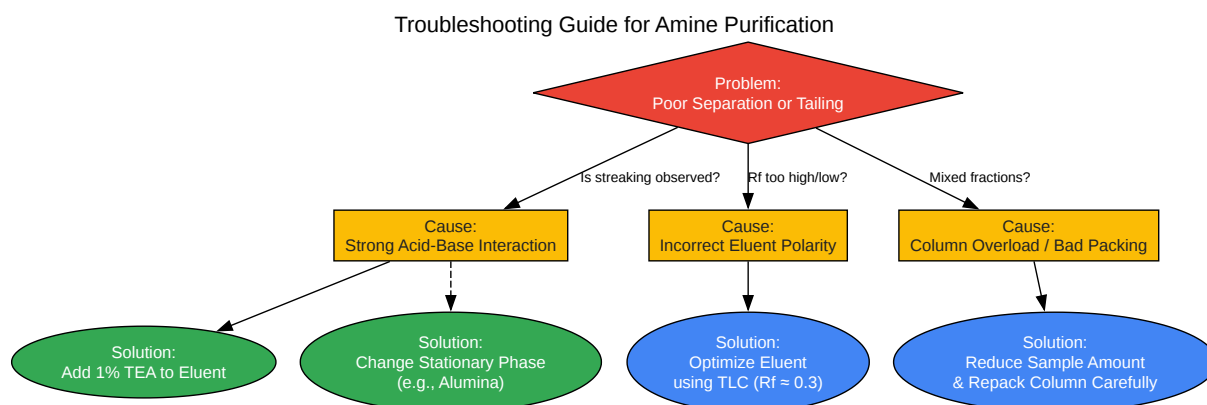 Troubleshooting Guide for Amine Purification
Problem:
Poor Separation or Tailing
Is streaking observed?
Rf too high/low?
Mixed fractions?
Cause:
Strong Acid-Base Interaction
Cause:
Incorrect Eluent Polarity
Cause:
Column Overload / Bad Packing
Solution:
Add 1% TEA to Eluent
Solution:
Change Stationary Phase
(e.g., Alumina)
Solution:
Optimize Eluent
using TLC (Rf ≈ 0.3)
Solution:
Reduce Sample Amount
& Repack Column Carefully